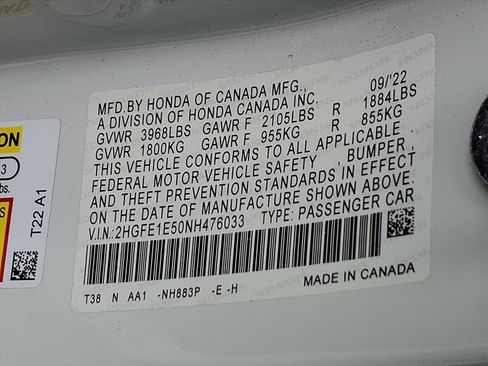 MFD.BY HONDA OF CANADA MFG., 09/'22
A DIVISION OF HONDA CANADA INC.
GVWR 3968LBS GAWR F 2105LBS R 1884LBS
GVWR 1800KG GAWR F 955KG R 855KG
THIS VEHICLE CONFORMS TO ALL APPLICABLE
FEDERAL MOTOR VEHICLE SAFETY , BUMPER,
AND THEFT PREVENTION STANDARDS IN EFFECT
ON THE DATE OF MANUFACTURE SHOWN ABOVE.
V.I.N: 2HGFE1E50NH476033 TYPE: PASSENGER CAR
T38 N AA1 -NH883P -E -H MADE IN CANADA
ON
3
bs.
S
T22 A1